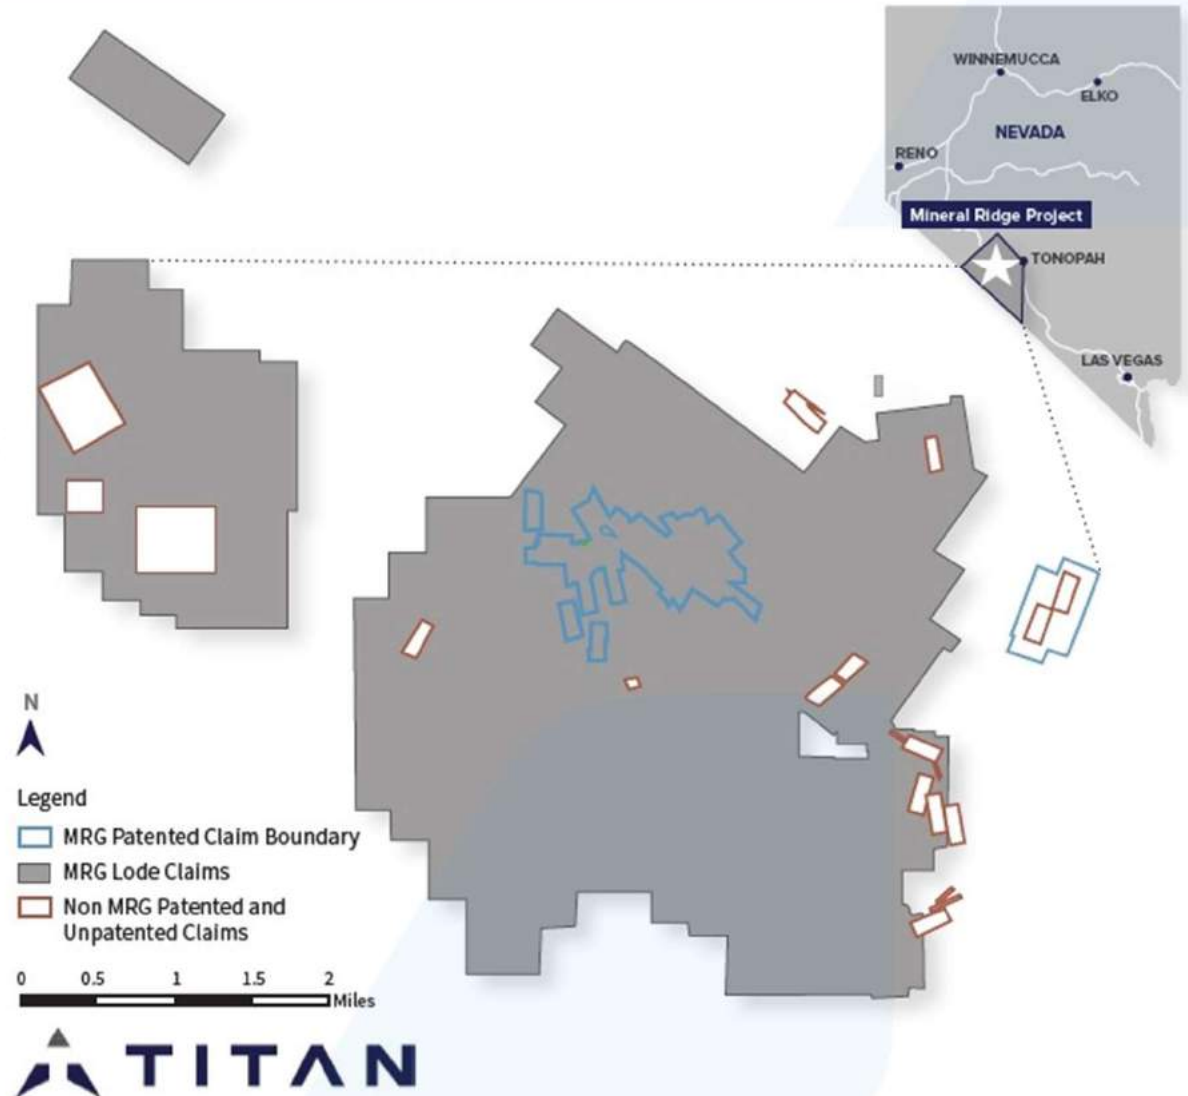 WINNEMUCCA
ELKO
NEVADA
RENO
Mineral Ridge Project
TONOPAH
LAS VEGAS
N
Legend
MRG Patented Claim Boundary
MRG Lode Claims
Non MRG Patented and
Unpatented Claims
0 0.5 1 1.5 2
Miles
TITAN